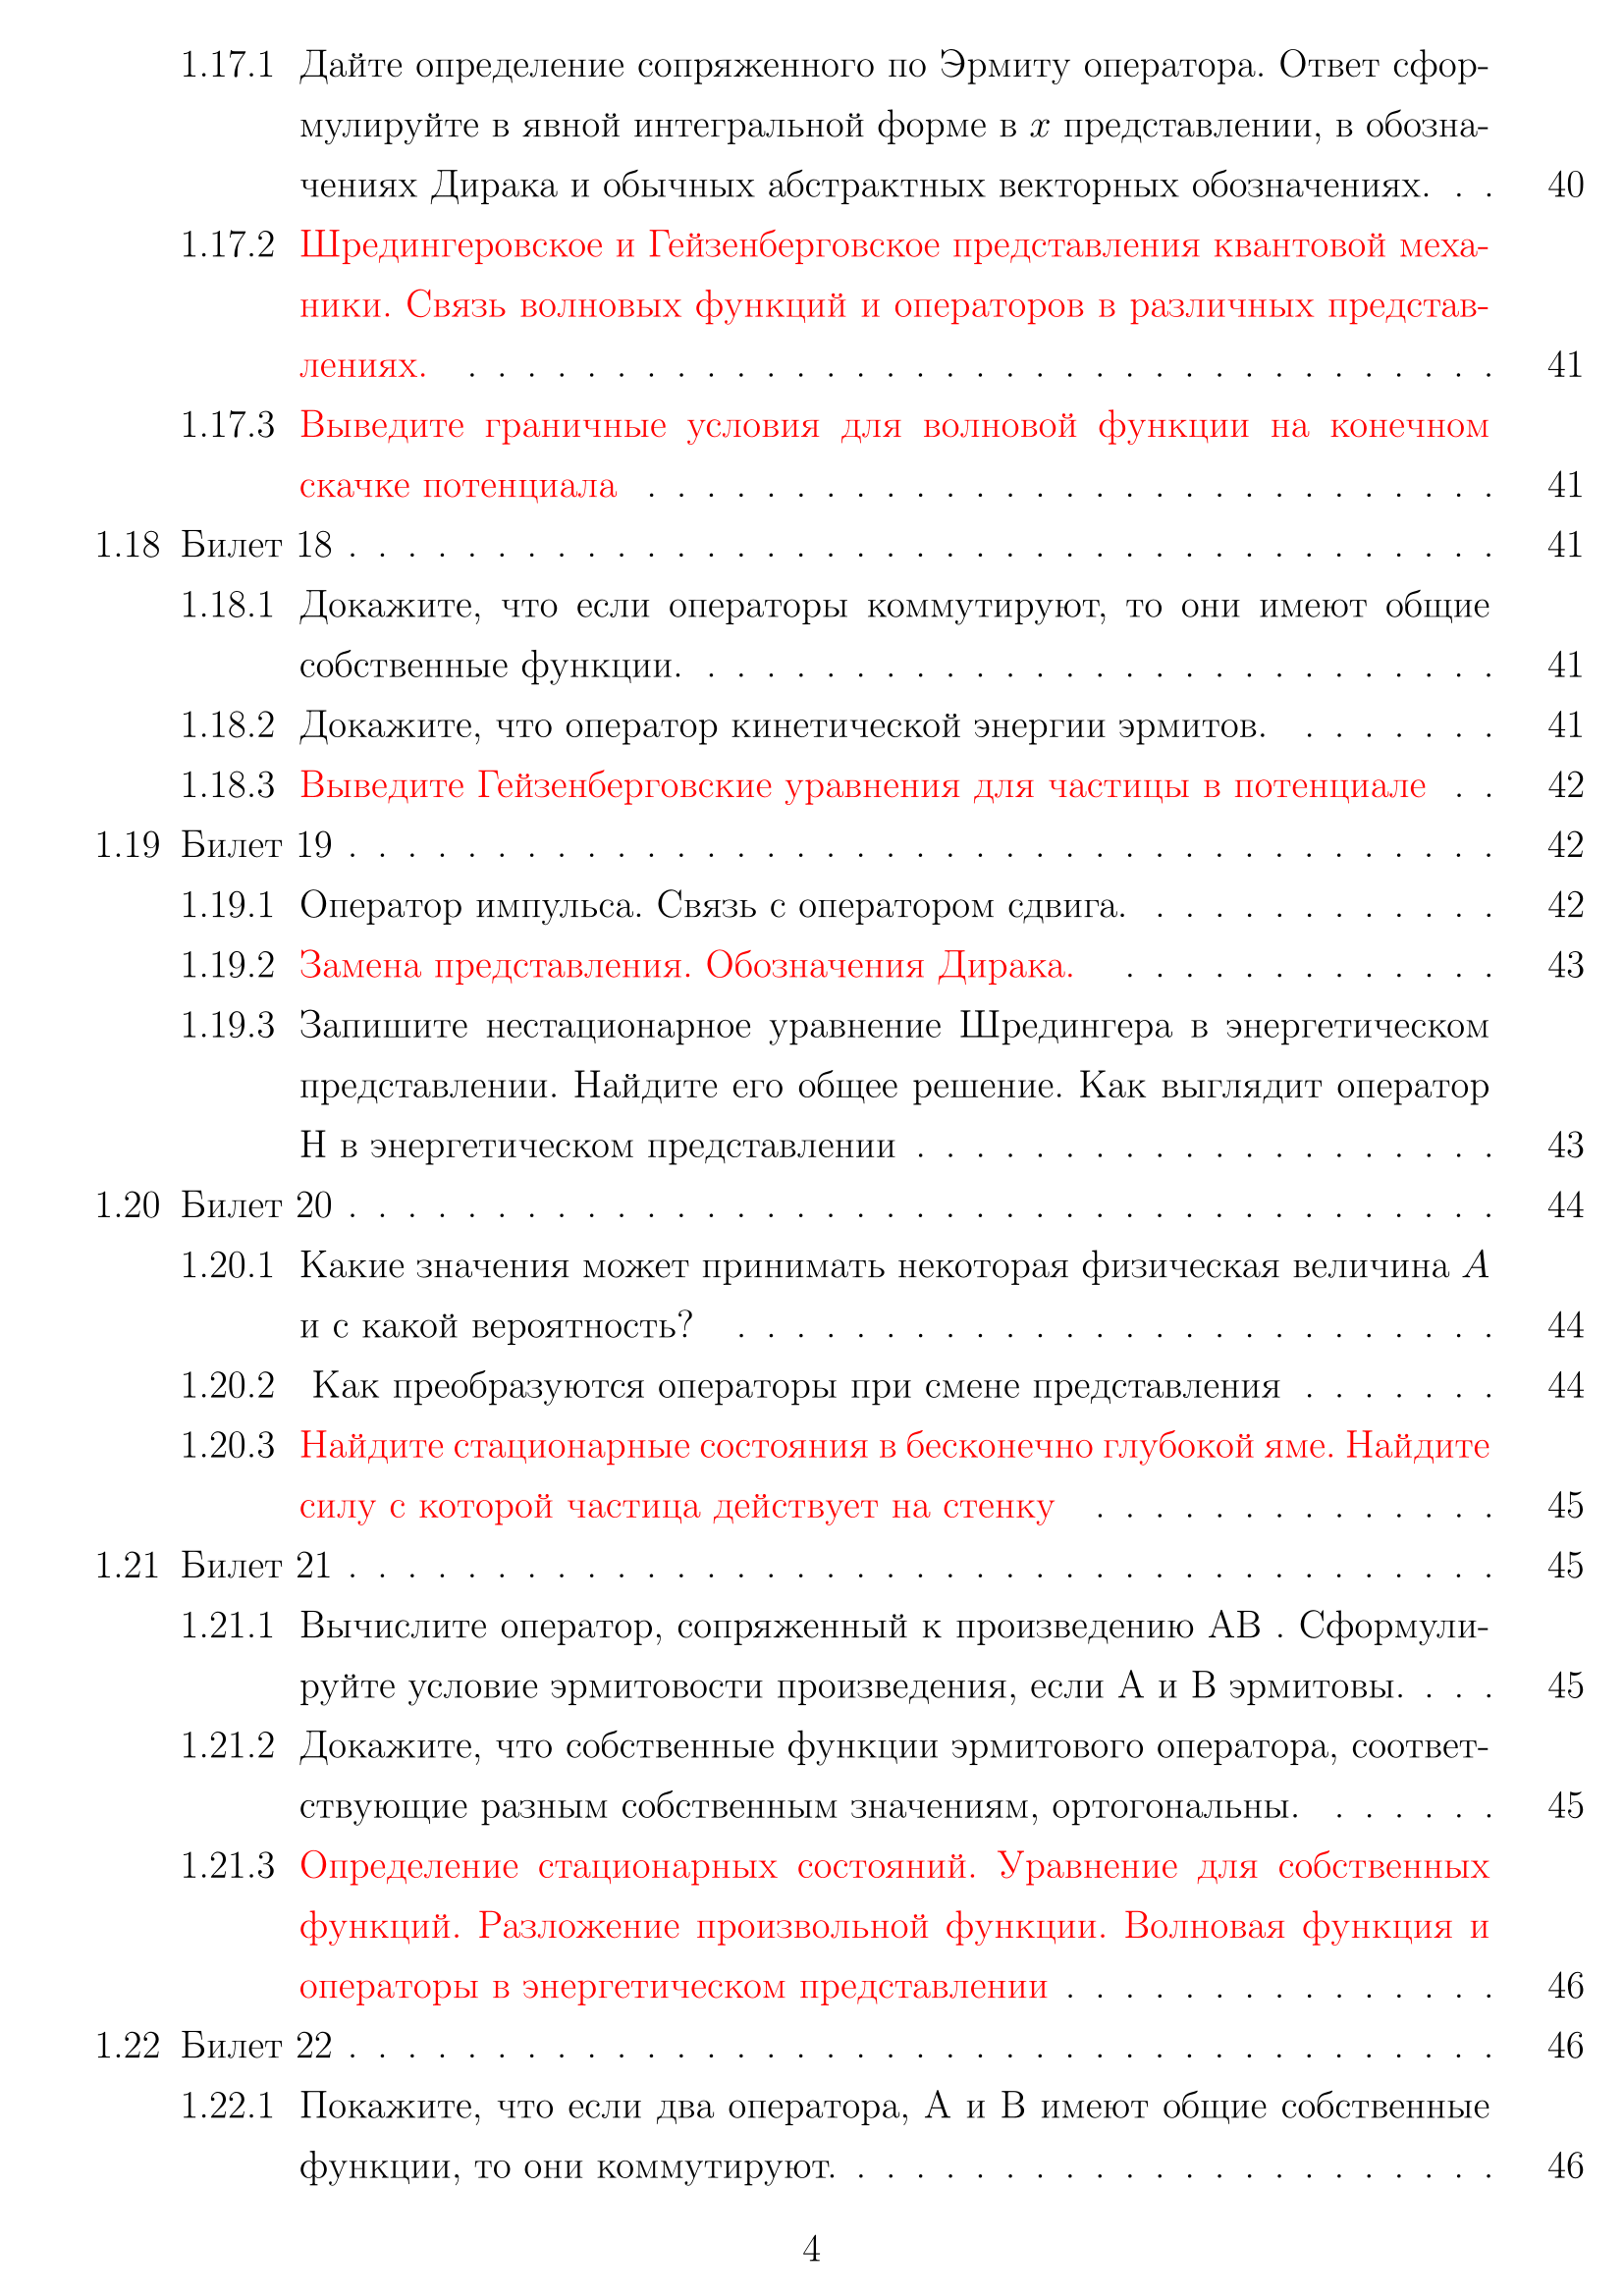 1.17.1 Дайте определение сопряженного по Эрмиту оператора. Ответ сфор-
мулируйте в явной интегральной форме в x представлении, в обозна-
чениях Дирака и обычных абстрактных векторных обозначениях. . . 40
1.17.2 Шредингеровское и Гейзенберговское представления квантовой меха-
ники. Связь волновых функций и операторов в различных представ-
лениях. . . . . . . . . . . . . . . . . . . . . . . . . . . . . . . . . . . . 41
1.17.3 Выведите граничные условия для волновой функции на конечном
скачке потенциала . . . . . . . . . . . . . . . . . . . . . . . . . . . . . 41
1.18 Билет 18 . . . . . . . . . . . . . . . . . . . . . . . . . . . . . . . . . . . . . . . 41
1.18.1 Докажите, что если операторы коммутируют, то они имеют общие
собственные функции. . . . . . . . . . . . . . . . . . . . . . . . . . . . 41
1.18.2 Докажите, что оператор кинетической энергии эрмитов. . . . . . . . 41
1.18.3 Выведите Гейзенберговские уравнения для частицы в потенциале . . 42
1.19 Билет 19 . . . . . . . . . . . . . . . . . . . . . . . . . . . . . . . . . . . . . . . 42
1.19.1 Оператор импульса. Связь с оператором сдвига. . . . . . . . . . . . . 42
1.19.2 Замена представления. Обозначения Дирака. . . . . . . . . . . . . . 43
1.19.3 Запишите нестационарное уравнение Шредингера в энергетическом
представлении. Найдите его общее решение. Как выглядит оператор
H в энергетическом представлении . . . . . . . . . . . . . . . . . . . . 43
1.20 Билет 20 . . . . . . . . . . . . . . . . . . . . . . . . . . . . . . . . . . . . . . . 44
1.20.1 Какие значения может принимать некоторая физическая величина A
и с какой вероятность? . . . . . . . . . . . . . . . . . . . . . . . . . . 44
1.20.2 Как преобразуются операторы при смене представления . . . . . . . 44
1.20.3 Найдите стационарные состояния в бесконечно глубокой яме. Найдите
силу с которой частица действует на стенку . . . . . . . . . . . . . . 45
1.21 Билет 21 . . . . . . . . . . . . . . . . . . . . . . . . . . . . . . . . . . . . . . . 45
1.21.1 Вычислите оператор, сопряженный к произведению AB . Сформули-
руйте условие эрмитовости произведения, если A и B эрмитовы. . . . 45
1.21.2 Докажите, что собственные функции эрмитового оператора, соответ-
ствующие разным собственным значениям, ортогональны. . . . . . . 45
1.21.3 Определение стационарных состояний. Уравнение для собственных
функций. Разложение произвольной функции. Волновая функция и
операторы в энергетическом представлении . . . . . . . . . . . . . . . 46
1.22 Билет 22 . . . . . . . . . . . . . . . . . . . . . . . . . . . . . . . . . . . . . . . 46
1.22.1 Покажите, что если два оператора, A и B имеют общие собственные
функции, то они коммутируют. . . . . . . . . . . . . . . . . . . . . . . 46
4